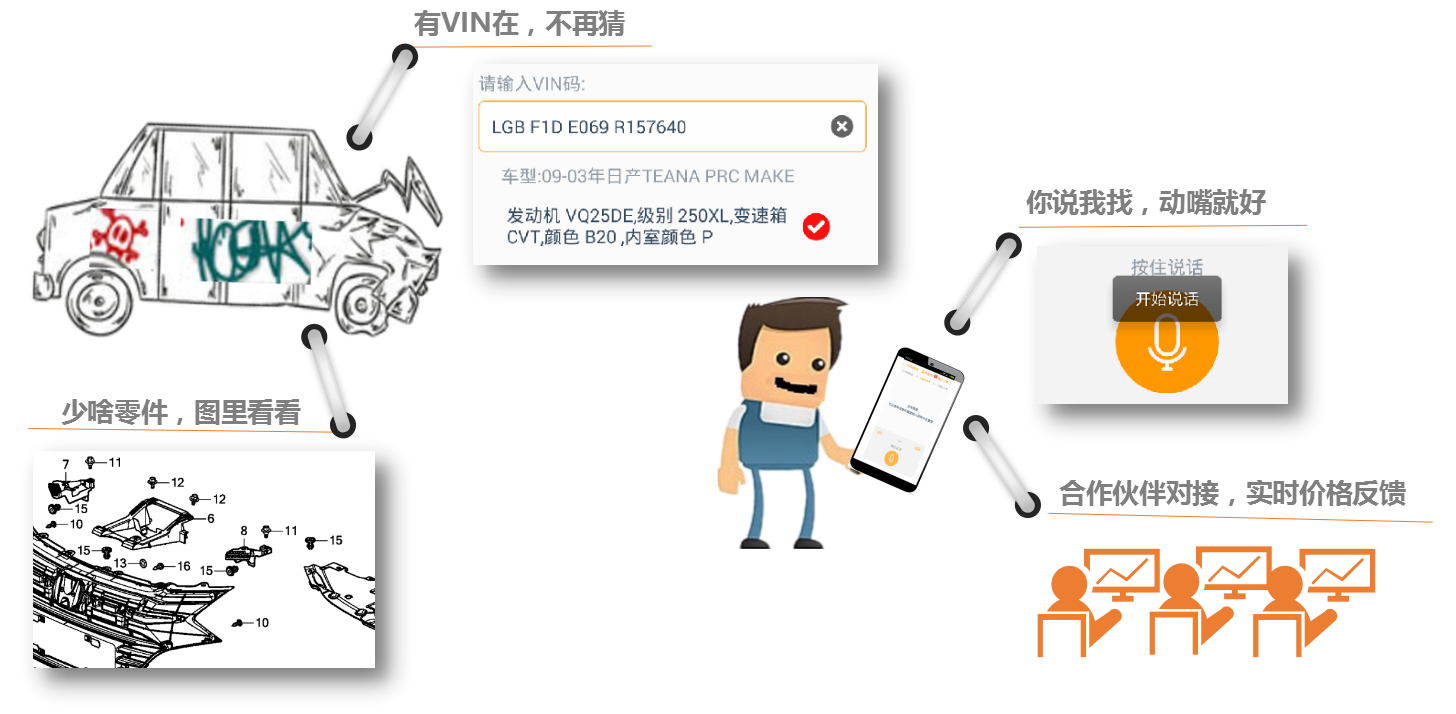 有VIN在，不再猜
请输入VIN码:
LGB F1D E069 R157640
车型:09-03年日产TEANA PRC MAKE
发动机 VQ25DE,级别 250XL,变速箱
CVT,颜色 B20 ,内室颜色 P
你说我找，动嘴就好
按住说话
开始说话
少啥零件，图里看看
7
11
12
12
15
6
10
8
11
15
15
13
16
15
10
合作伙伴对接，实时价格反馈